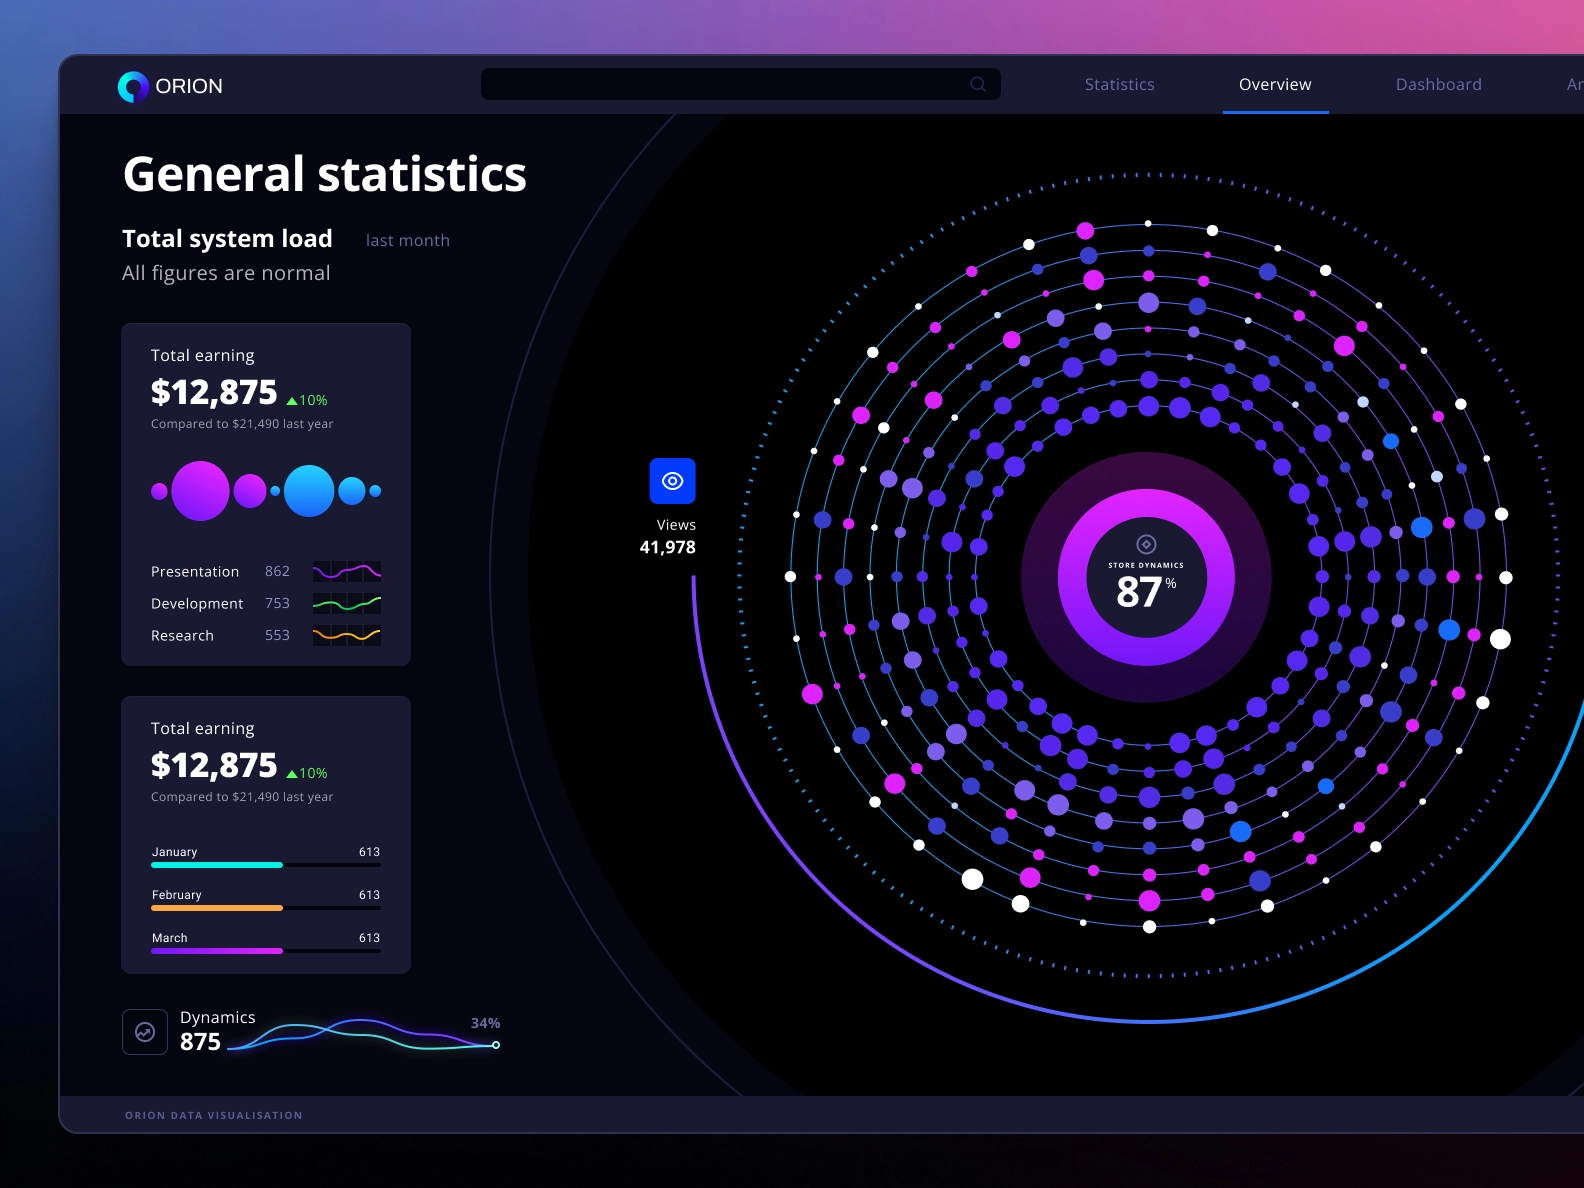 ORION
Statistics
Overview
Dashboard
General statistics
Total system load
last month
All figures are normal
Total earning
$12,875
10%
Compared to $21,490 last year
Presentation 862
Development 753
Research 553
Total earning
$12,875
10%
Compared to $21,490 last year
January 613
February 613
March 613
Dynamics
875
34%
Views
41,978
STORE DYNAMICS
87%
ORION DATA VISUALISATION